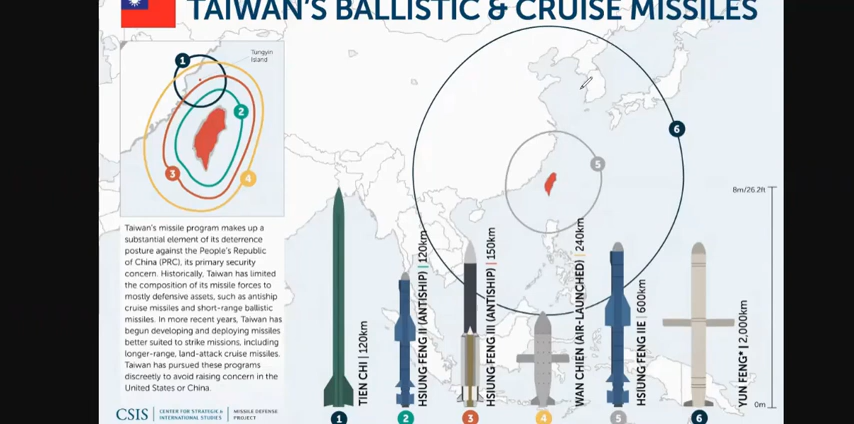 TAIWAN'S BALLISTIC & CRUISE MISSILES
Tungyin
Island
1
2
3
4
5
6
8m/26.2ft
0m
Taiwan's missile program makes up a
substantial element of its deterrence
posture against the People's Republic
of China (PRC), its primary security
concern. Historically, Taiwan has limited
the composition of its missile forces to
mostly defensive assets, such as antiship
cruise missiles and short-range ballistic
missiles. In more recent years, Taiwan has
begun developing and deploying missiles
better suited to strike missions, including
longer-range, land-attack cruise missiles.
Taiwan has pursued these programs
discreetly to avoid raising concern in the
United States or China.
TIEN CHI | 120km
HSIUNG FENG II (ANTISHIP) | 120km
HSIUNG FENG III (ANTISHIP) | 150km
WAN CHIEN (AIR-LAUNCHED) | 240km
HSIUNG FENG IIE | 600km
YUN FENG* | 2,000km
1
2
3
4
5
6
CSIS | CENTER FOR STRATEGIC &
INTERNATIONAL STUDIES | MISSILE DEFENSE
PROJECT